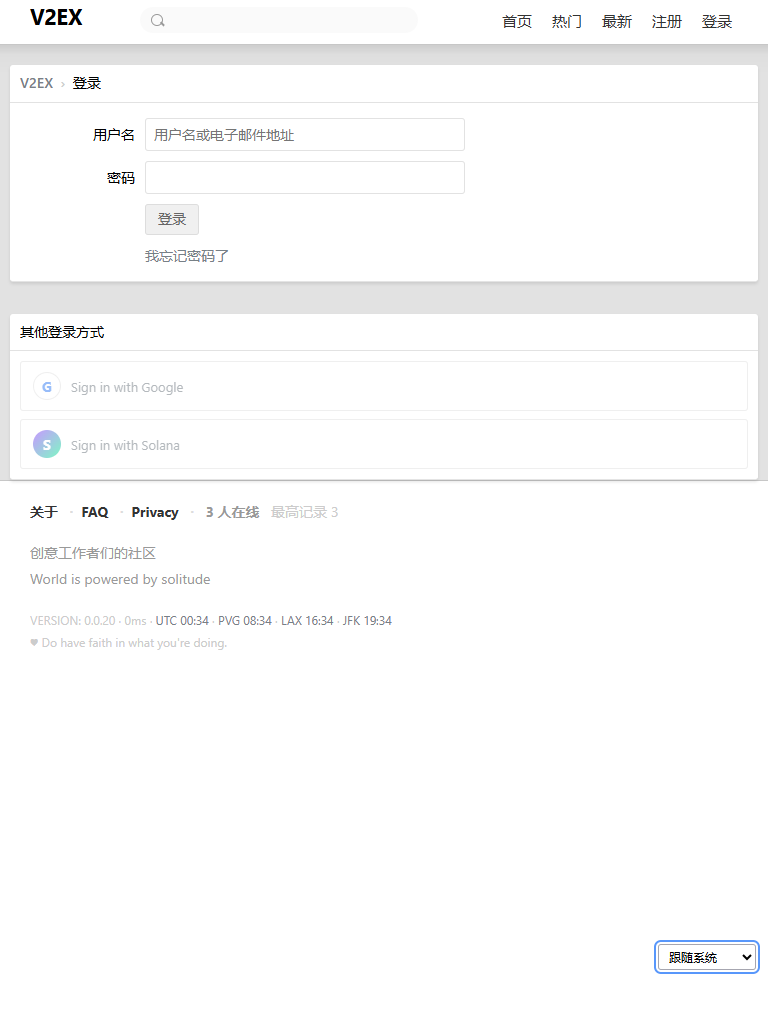 V2EX
首页 热门 最新 注册 登录
V2EX › 登录
用户名 用户名或电子邮件地址
密码
登录
我忘记密码了
其他登录方式
G Sign in with Google
S Sign in with Solana
关于 · FAQ · Privacy · 3 人在线 最高记录 3
创意工作者们的社区
World is powered by solitude
VERSION: 0.0.20 · 0ms · UTC 00:34 · PVG 08:34 · LAX 16:34 · JFK 19:34
♥ Do have faith in what you're doing.
跟随系统